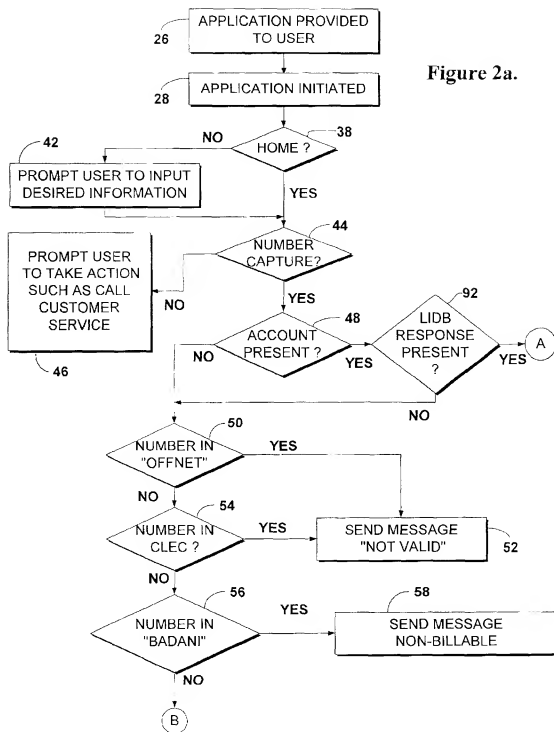 26
APPLICATION PROVIDED
TO USER
Figure 2a.
28
APPLICATION INITIATED
38
HOME ?
NO
YES
42
PROMPT USER TO INPUT
DESIRED INFORMATION
44
NUMBER
CAPTURE?
NO
YES
PROMPT USER
TO TAKE ACTION
SUCH AS CALL
CUSTOMER
SERVICE
46
48
ACCOUNT
PRESENT ?
NO
YES
92
LIDB
RESPONSE
PRESENT
?
YES
A
NO
50
NUMBER IN
"OFFNET"
YES
NO
54
NUMBER IN
CLEC ?
YES
SEND MESSAGE
"NOT VALID"
52
NO
56
NUMBER IN
"BADANI"
YES
58
SEND MESSAGE
NON-BILLABLE
NO
B